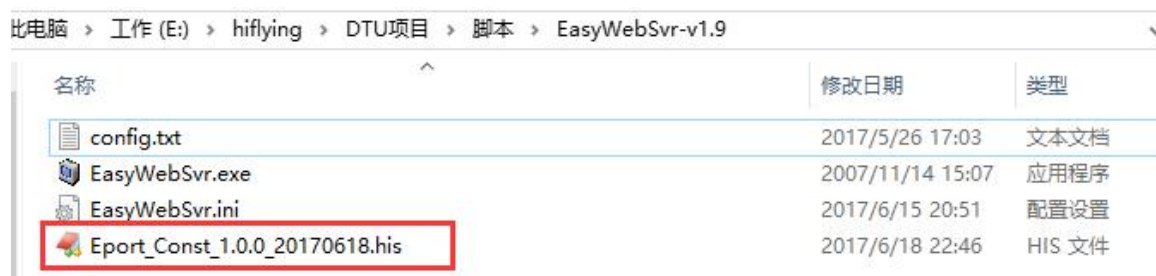 此电脑 › 工作 (E:) › hiflying › DTU项目 › 脚本 › EasyWebSvr-v1.9
名称 修改日期 类型
config.txt 2017/5/26 17:03 文本文档
EasyWebSvr.exe 2007/11/14 15:07 应用程序
EasyWebSvr.ini 2017/6/15 20:51 配置设置
Eport_Const_1.0.0_20170618.his 2017/6/18 22:46 HIS 文件